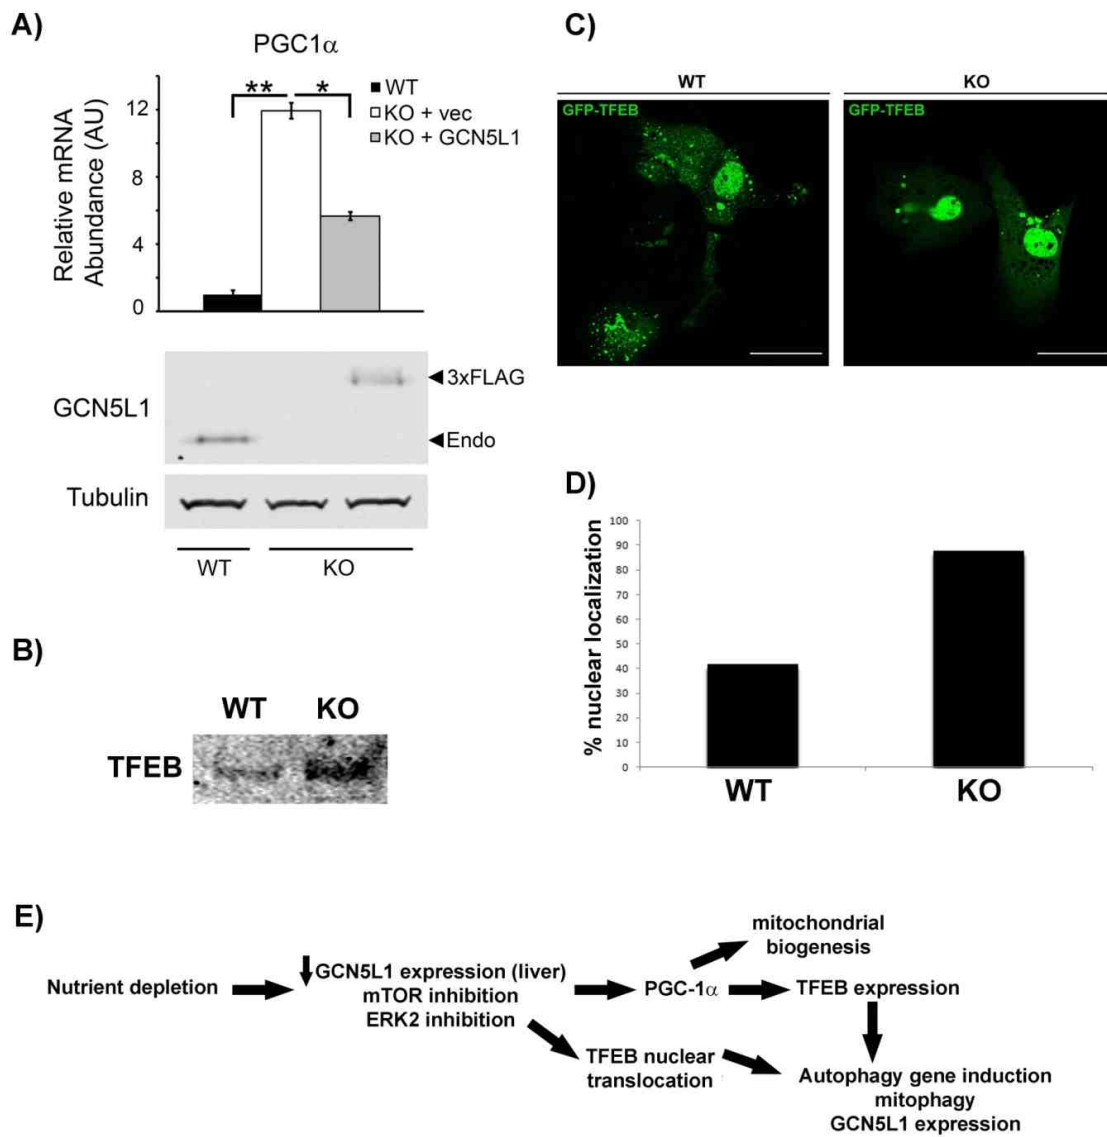 A)
PGC1α
Relative mRNA
Abundance (AU)
12
8
4
0
**
*
WT
KO + vec
KO + GCN5L1
GCN5L1
3xFLAG
Endo
Tubulin
WT
KO
B)
WT
KO
TFEB
C)
WT
KO
GFP-TFEB
GFP-TFEB
D)
% nuclear localization
100
90
80
70
60
50
40
30
20
10
0
WT
KO
E)
Nutrient depletion
GCN5L1 expression (liver)
mTOR inhibition
ERK2 inhibition
PGC-1α
mitochondrial
biogenesis
TFEB expression
TFEB nuclear
translocation
Autophagy gene induction
mitophagy
GCN5L1 expression